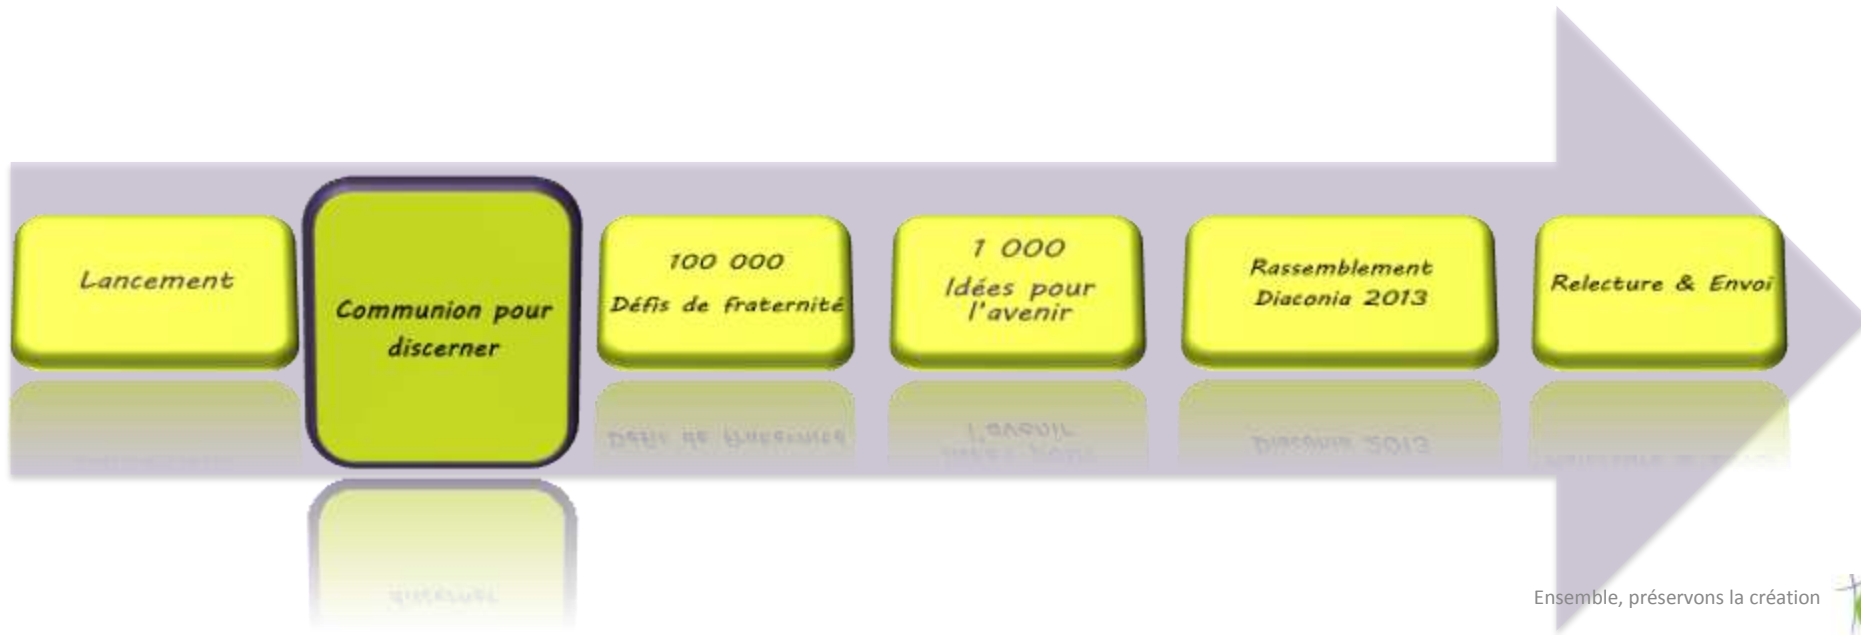 Lancement
Communion pour
discerner
100 000
Défis de fraternité
1 000
Idées pour
l'avenir
Rassemblement
Diaconia 2013
Relecture & Envoi
Ensemble, préservons la création